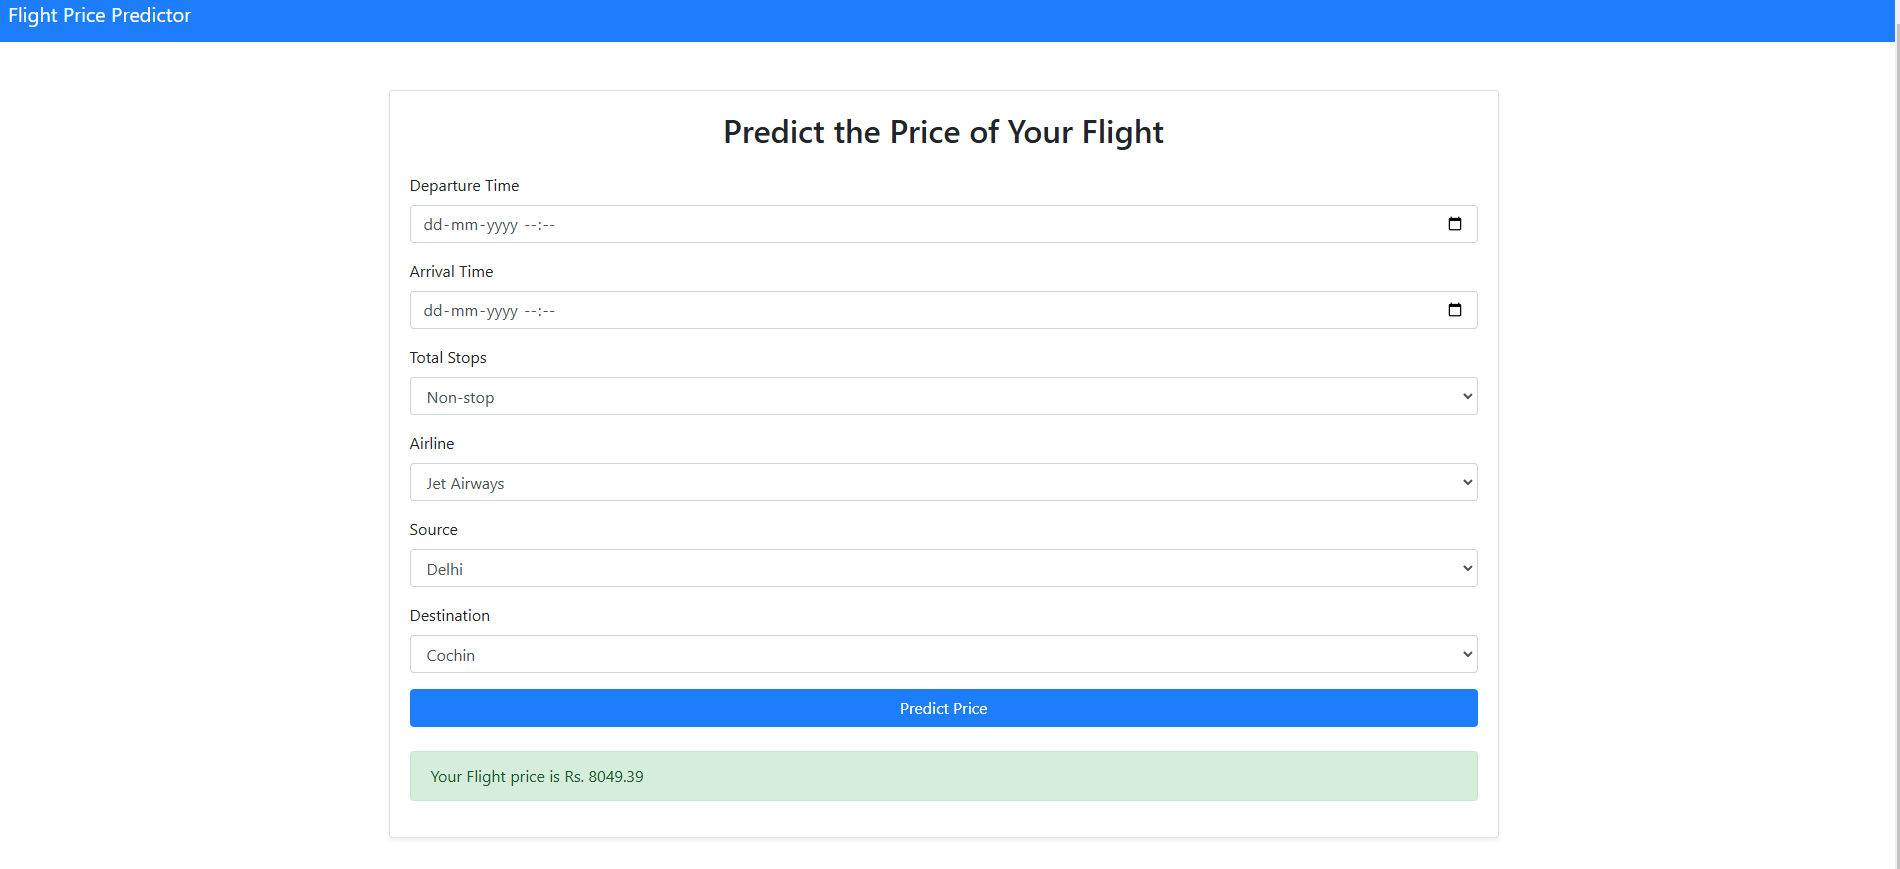 Flight Price Predictor
Predict the Price of Your Flight
Departure Time
dd-mm-yyyy --:--
Arrival Time
dd-mm-yyyy --:--
Total Stops
Non-stop
Airline
Jet Airways
Source
Delhi
Destination
Cochin
Predict Price
Your Flight price is Rs. 8049.39